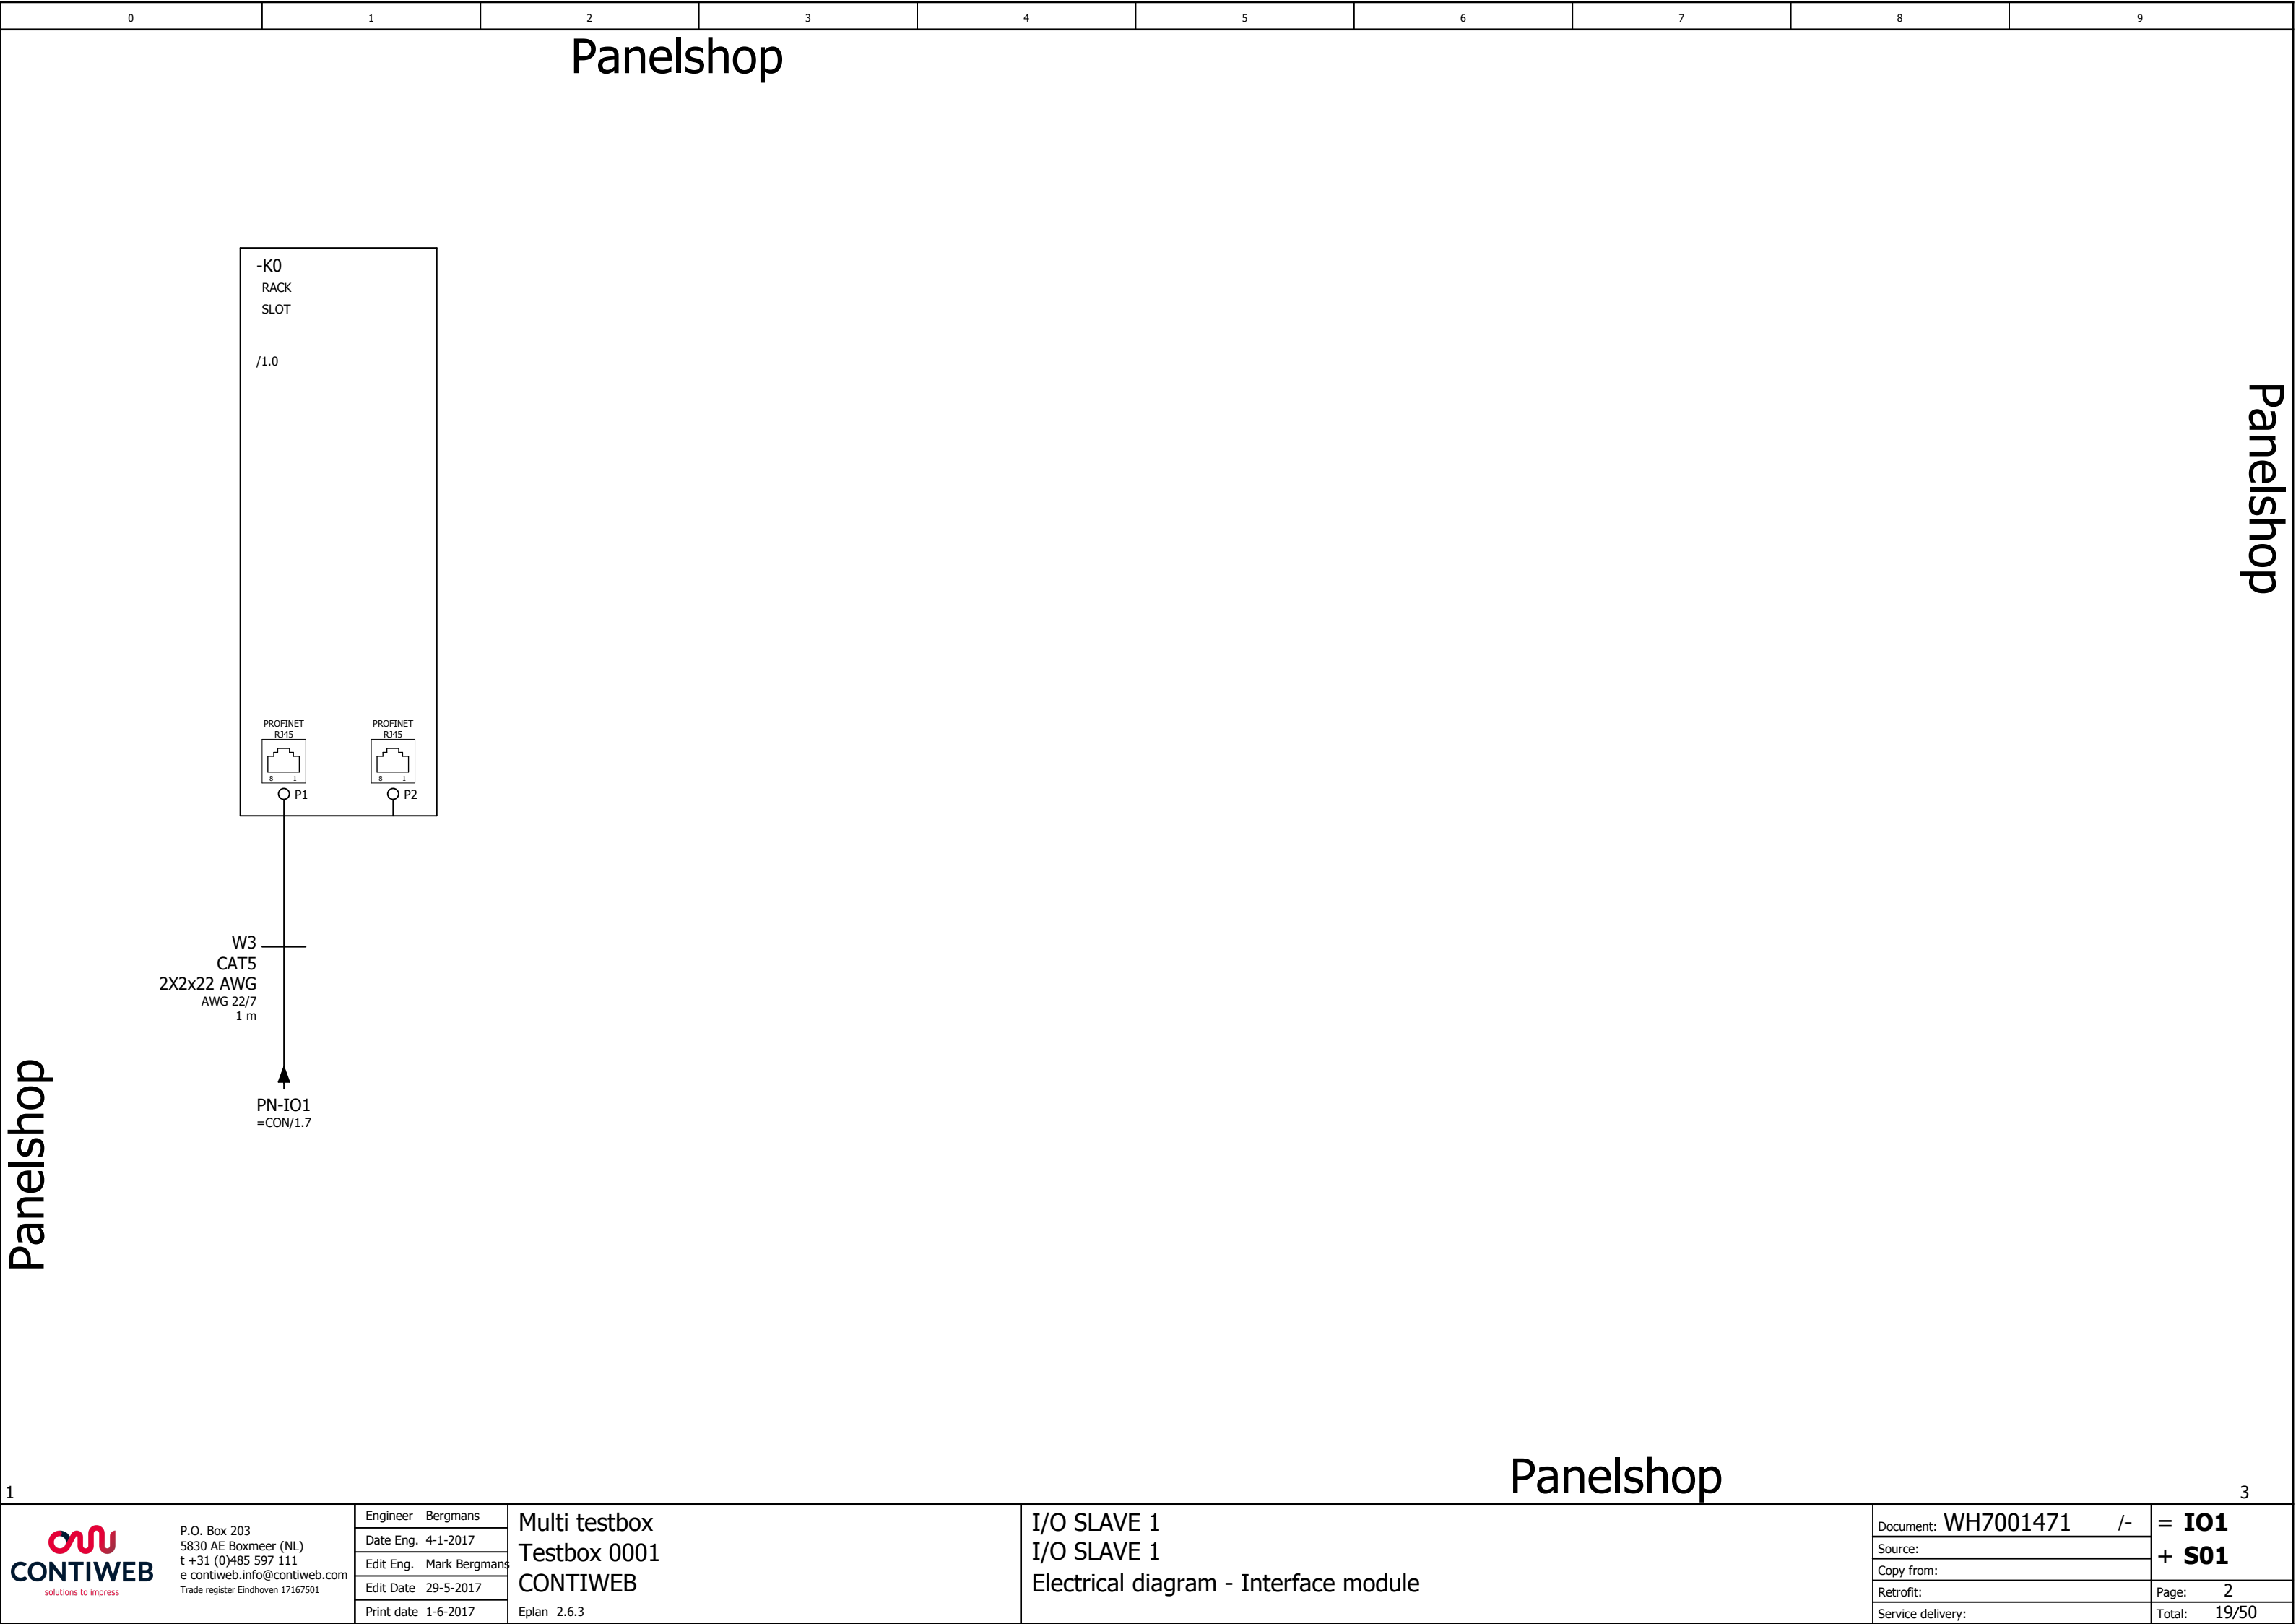 0 1 2 3 4 5 6 7 8 9
Panelshop
-K0
RACK
SLOT
/1.0
Panelshop
PROFINET PROFINET
RJ45 RJ45
8 1 8 1
P1 P2
W3
CAT5
2X2x22 AWG
AWG 22/7
1 m
Panelshop
PN-IO1
=CON/1.7
Panelshop
1 3
CONTIWEB
solutions to impress
P.O. Box 203
5830 AE Boxmeer (NL)
t +31 (0)485 597 111
e contiweb.info@contiweb.com
Trade register Eindhoven 17167501
Engineer Bergmans
Date Eng. 4-1-2017
Edit Eng. Mark Bergmans
Edit Date 29-5-2017
Print date 1-6-2017
Multi testbox
Testbox 0001
CONTIWEB
Eplan 2.6.3
I/O SLAVE 1
I/O SLAVE 1
Electrical diagram - Interface module
Document: WH7001471 /-
Source:
Copy from:
Retrofit:
Service delivery:
= IO1
+ S01
Page: 2
Total: 19/50